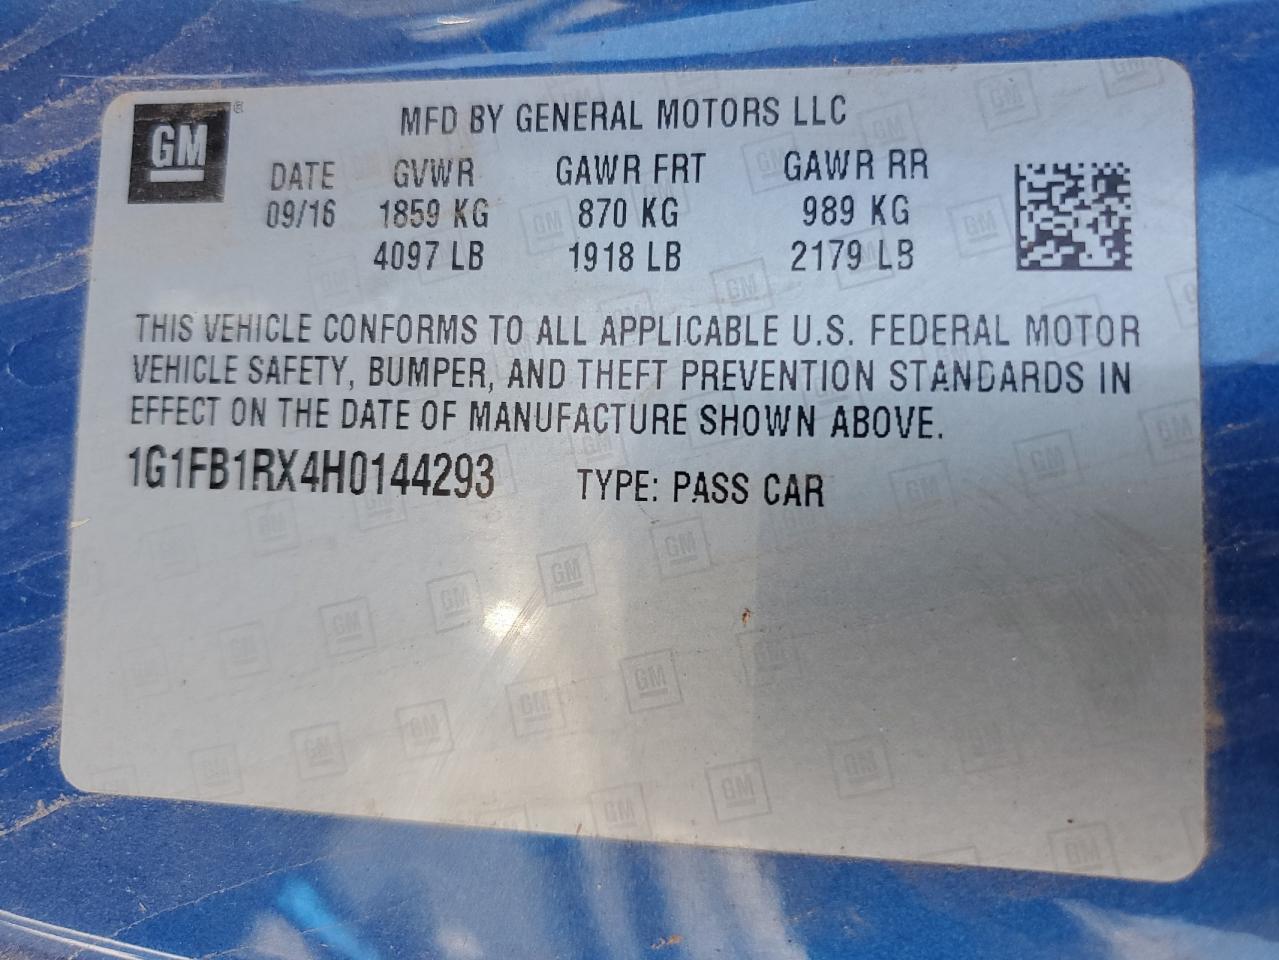 GM®
MFD BY GENERAL MOTORS LLC
DATE GVWR GAWR FRT GAWR RR
09/16 1859 KG 870 KG 989 KG
4097 LB 1918 LB 2179 LB
THIS VEHICLE CONFORMS TO ALL APPLICABLE U.S. FEDERAL MOTOR
VEHICLE SAFETY, BUMPER, AND THEFT PREVENTION STANDARDS IN
EFFECT ON THE DATE OF MANUFACTURE SHOWN ABOVE.
1G1FB1RX4H0144293 TYPE: PASS CAR